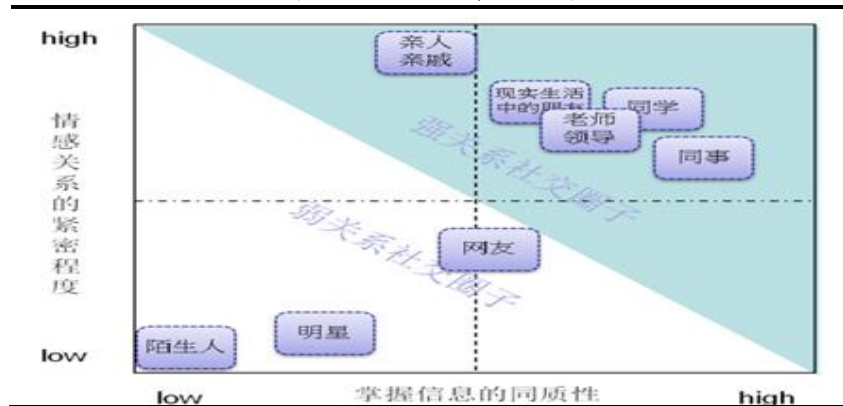 high
亲人
亲戚
现实生活
中的朋友
同学
老师
领导
同事
强关系社交圈子
情感关系的紧密程度
弱关系社交圈子
网友
明星
陌生人
low
low
掌握信息的同质性
high